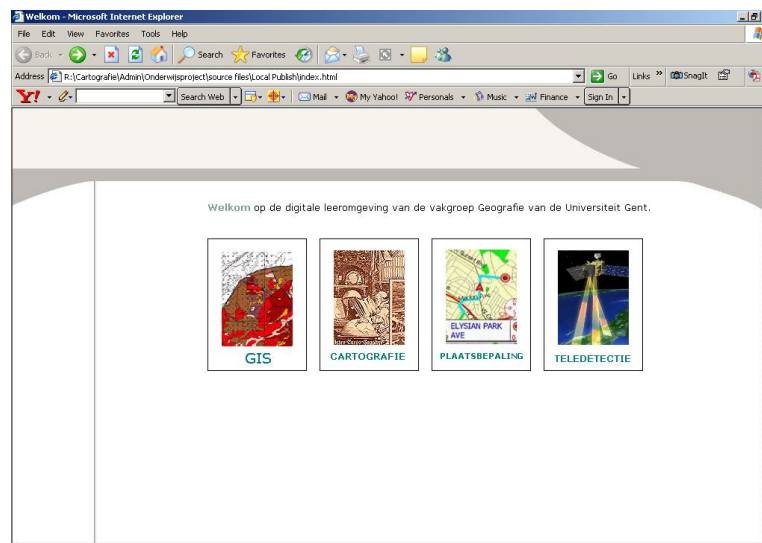 Welkom - Microsoft Internet Explorer
File Edit View Favorites Tools Help
Back Search Favorites
Address R:\Cartografie\Admin\Onderwijsproject\source files\Local Publish\index.html Go Links » SnagIt
Y! Search Web Mail My Yahoo! Personals Music Finance Sign In
Welkom op de digitale leeromgeving van de vakgroep Geografie van de Universiteit Gent.
ELYSIAN PARK
AVE
GIS CARTOGRAFIE PLAATSBEPALING TELEDETECTIE